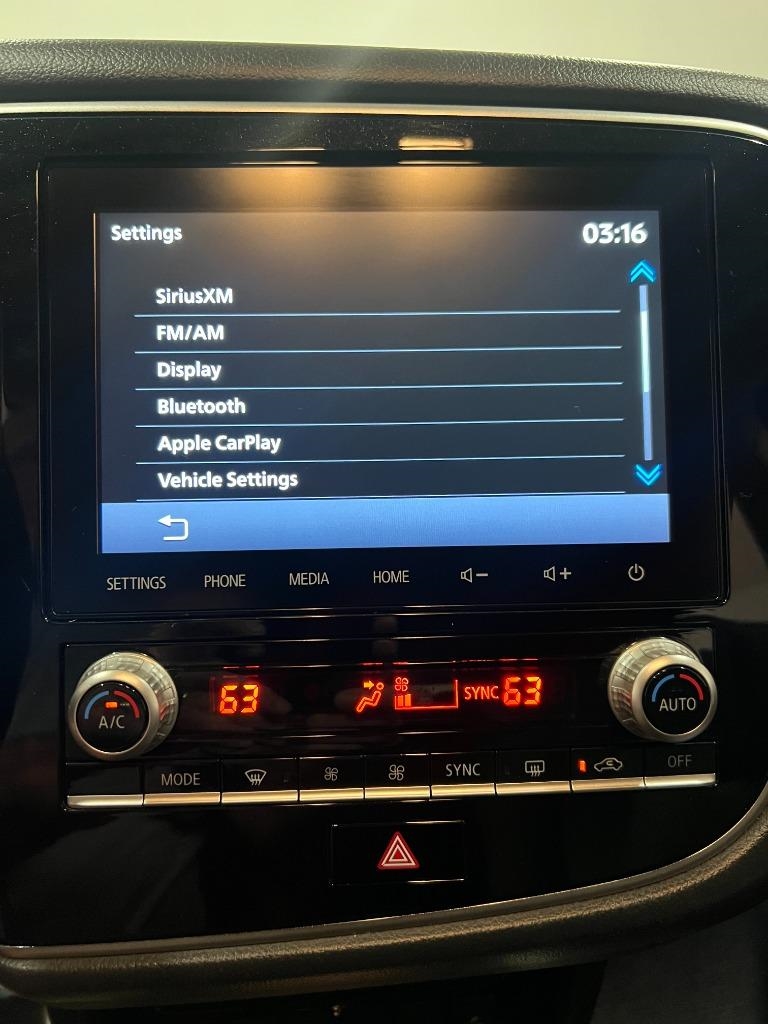 Settings 03:16
SiriusXM
FM/AM
Display
Bluetooth
Apple CarPlay
Vehicle Settings
SETTINGS PHONE MEDIA HOME
A/C 63 SYNC 63 AUTO
MODE SYNC OFF